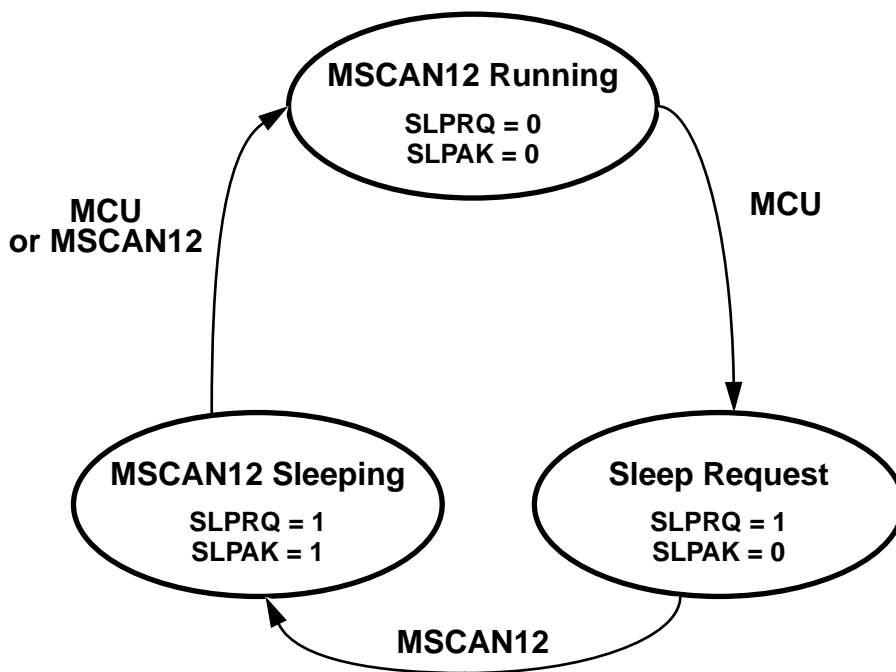 MSCAN12 Running
SLPRQ = 0
SLPAK = 0
MCU
or MSCAN12
MCU
MSCAN12 Sleeping
SLPRQ = 1
SLPAK = 1
Sleep Request
SLPRQ = 1
SLPAK = 0
MSCAN12